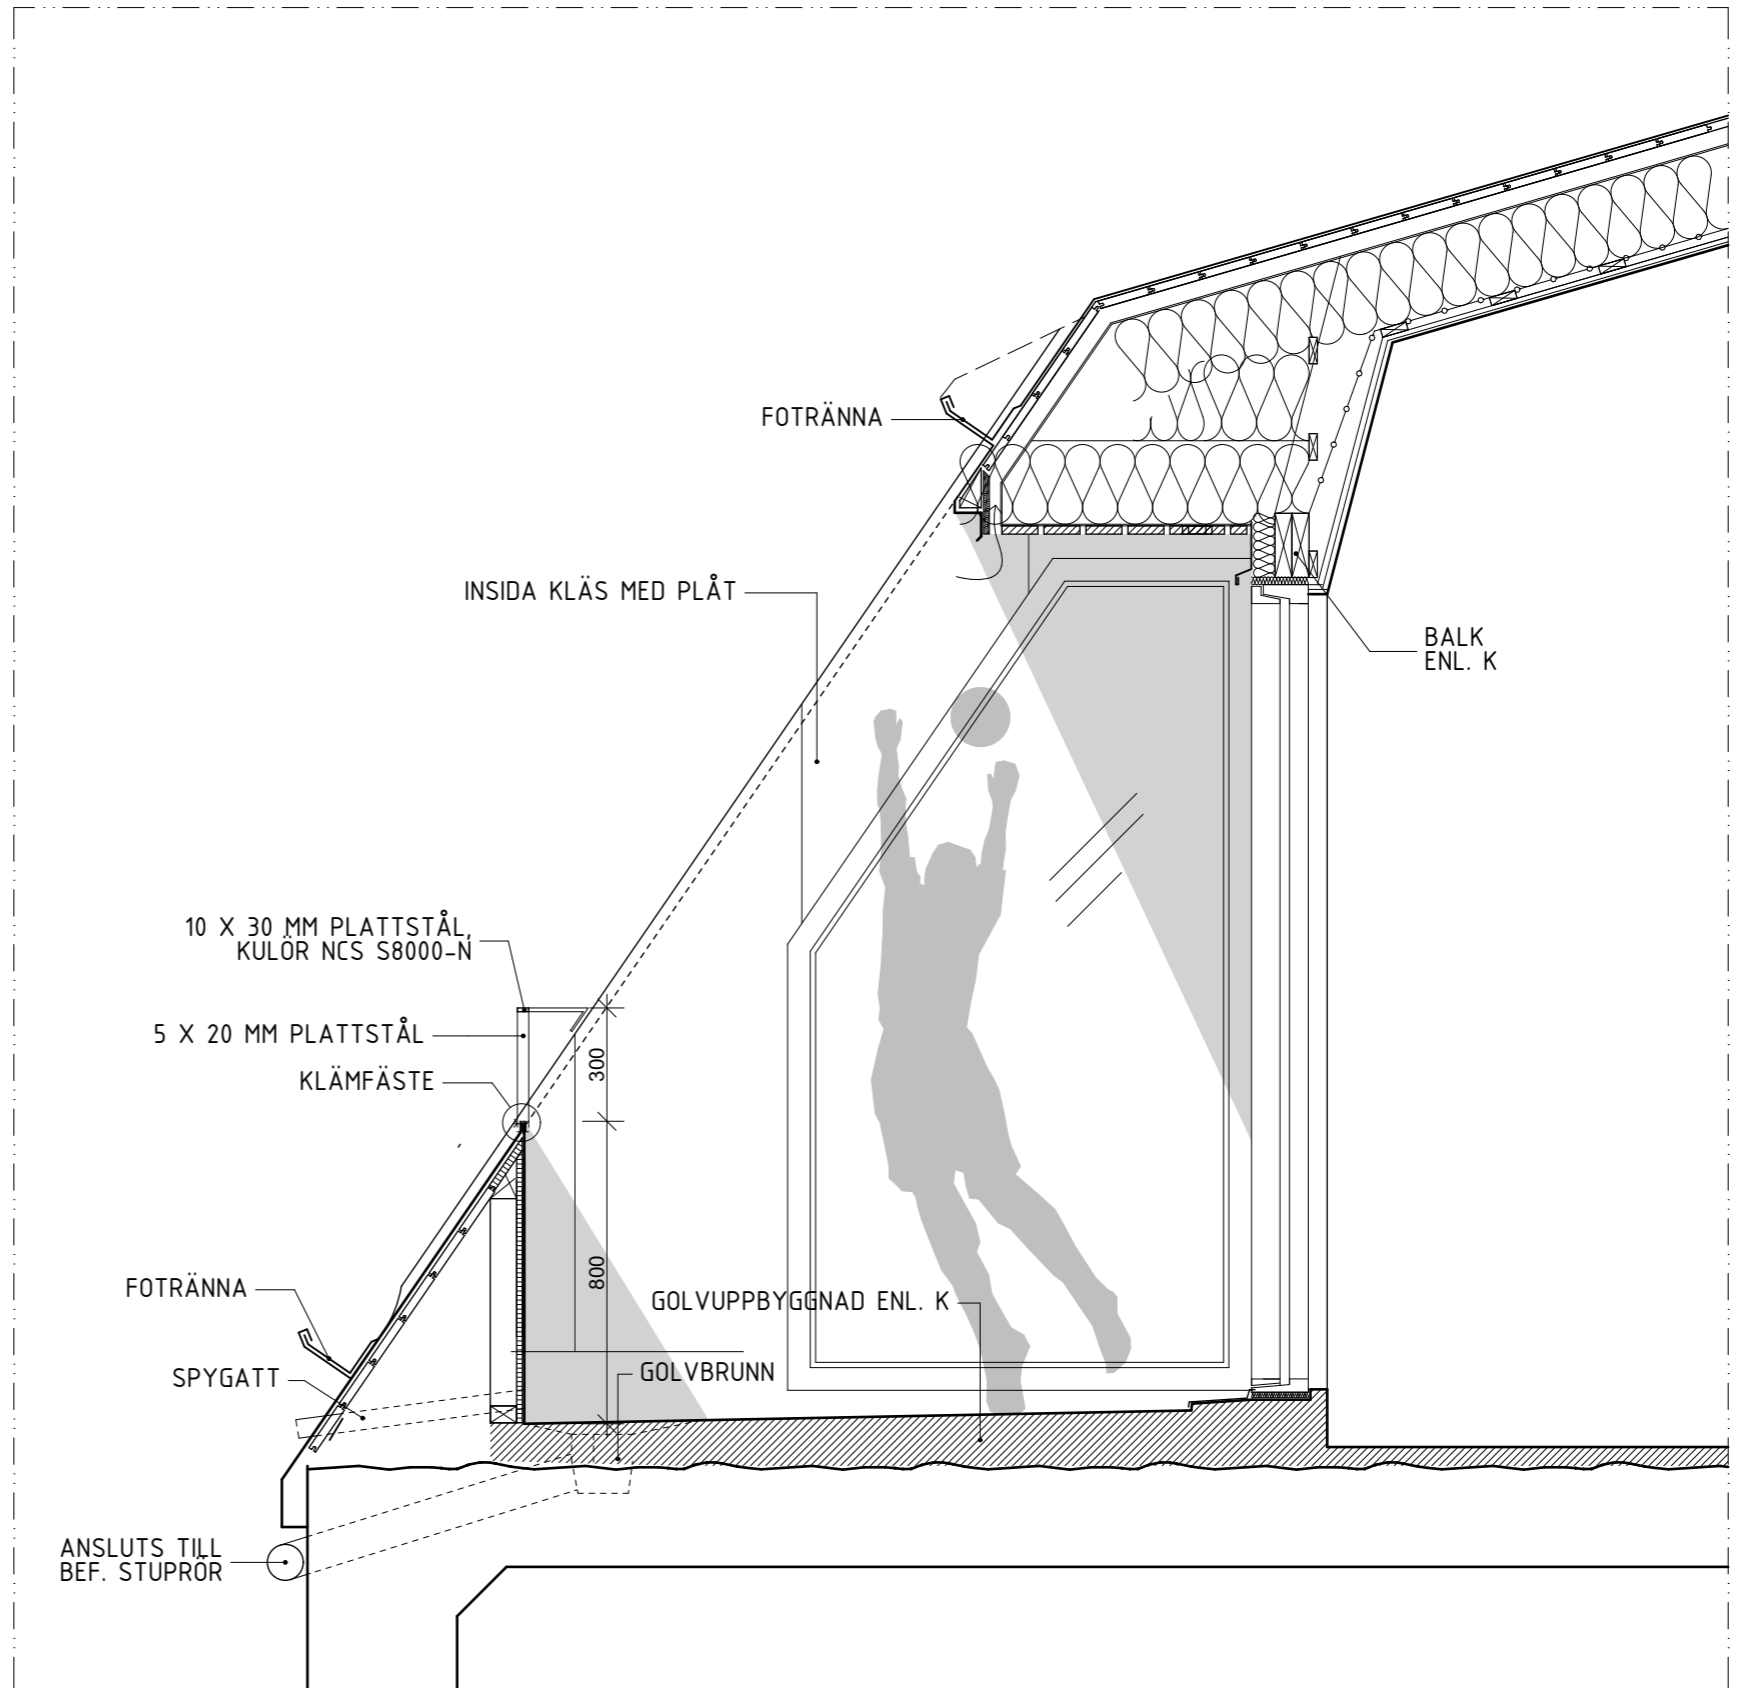 FOTRÄNNA
INSIDA KLÄS MED PLÅT
BALK
ENL. K
10 X 30 MM PLATTSTÅL,
KULÖR NCS S8000-N
5 X 20 MM PLATTSTÅL
KLÄMFÄSTE
300
800
FOTRÄNNA
GOLVUPPBYGGNAD ENL. K
SPYGATT
GOLVBRUNN
ANSLUTS TILL
BEF. STUPRÖR